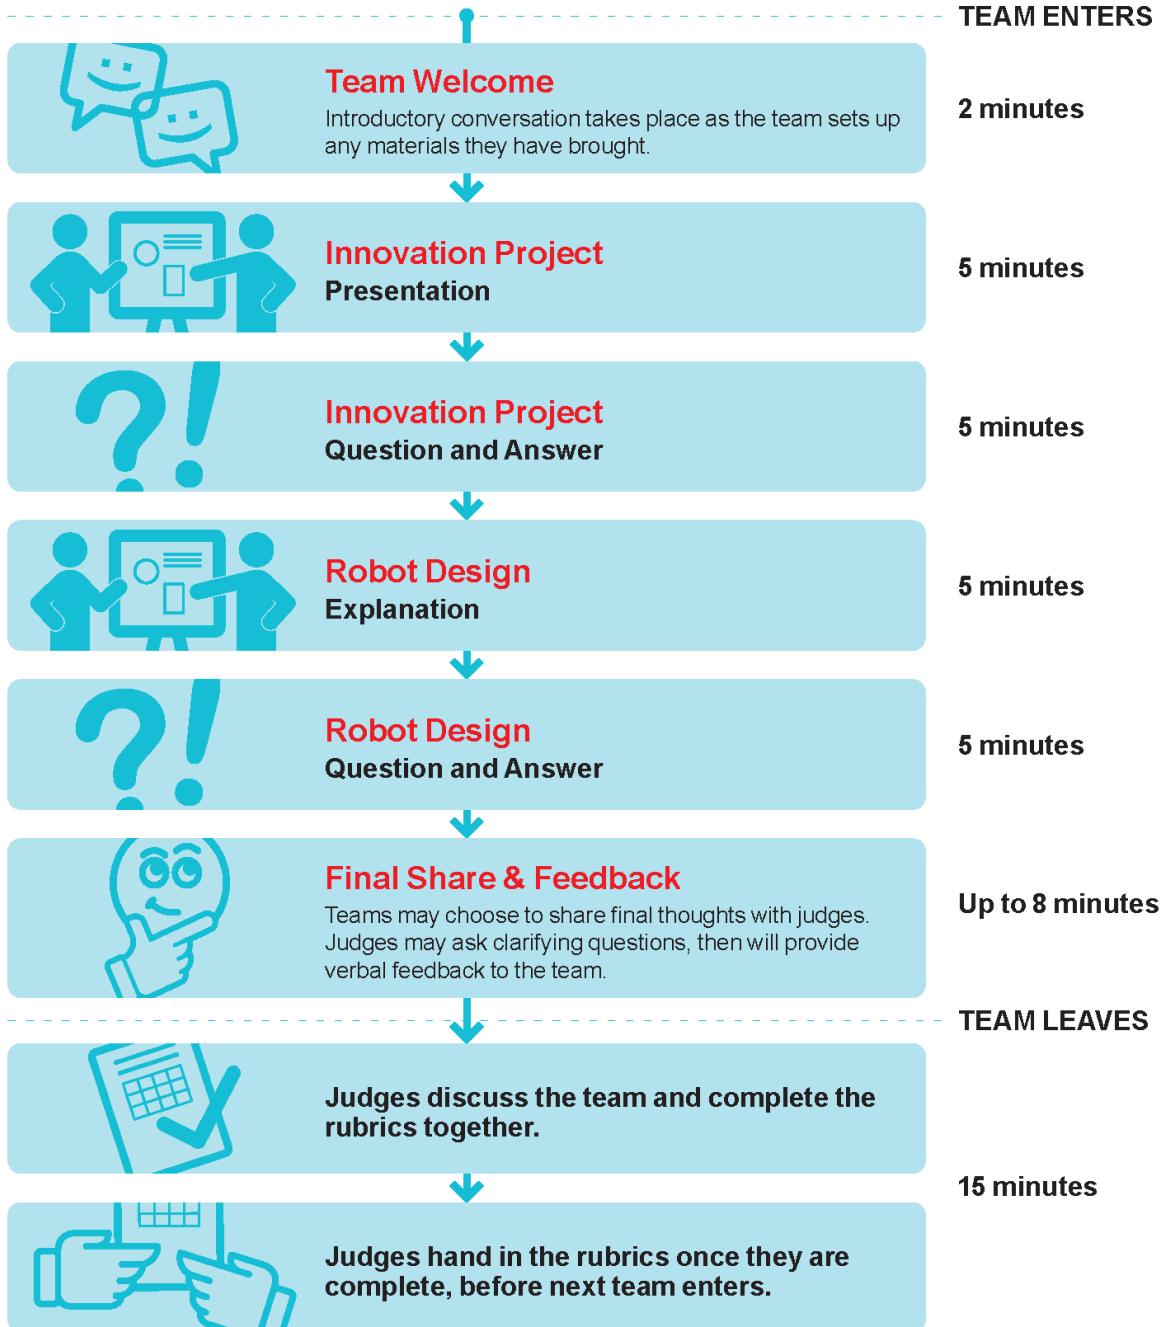 TEAM ENTERS
Team Welcome
Introductory conversation takes place as the team sets up
any materials they have brought.
2 minutes
Innovation Project
Presentation
5 minutes
Innovation Project
Question and Answer
5 minutes
Robot Design
Explanation
5 minutes
Robot Design
Question and Answer
5 minutes
Final Share & Feedback
Teams may choose to share final thoughts with judges.
Judges may ask clarifying questions, then will provide
verbal feedback to the team.
Up to 8 minutes
TEAM LEAVES
Judges discuss the team and complete the
rubrics together.
15 minutes
Judges hand in the rubrics once they are
complete, before next team enters.